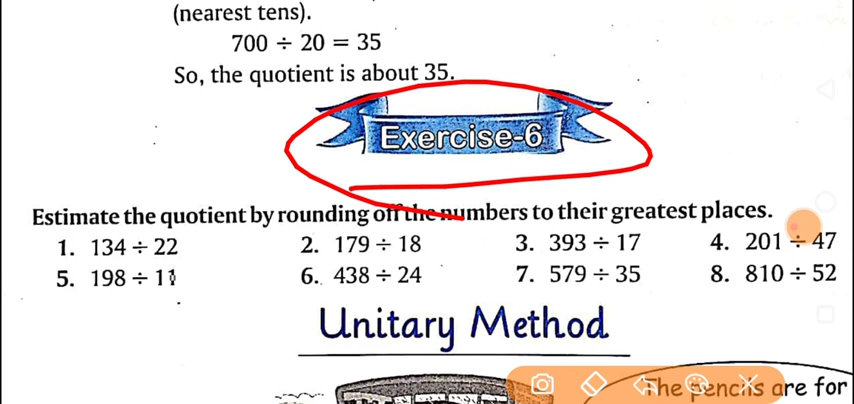 (nearest tens).
700 ÷ 20 = 35
So, the quotient is about 35.
Exercise-6
Estimate the quotient by rounding off the numbers to their greatest places.
1. 134 ÷ 22 2. 179 ÷ 18 3. 393 ÷ 17 4. 201 ÷ 47
5. 198 ÷ 11 6. 438 ÷ 24 7. 579 ÷ 35 8. 810 ÷ 52
Unitary Method
The pencils are for